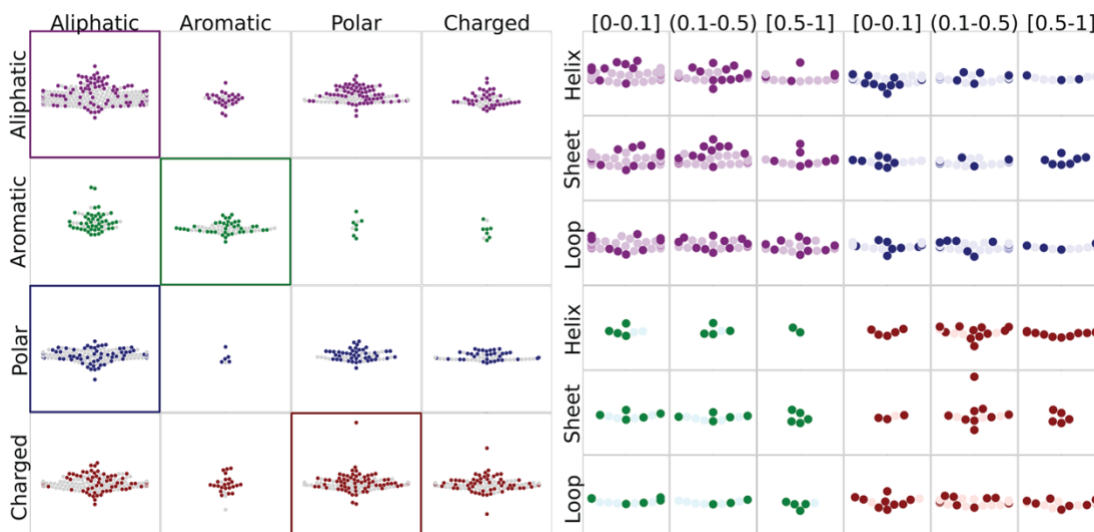 Aliphatic Aromatic Polar Charged
[0-0.1] (0.1-0.5) [0.5-1] [0-0.1] (0.1-0.5) [0.5-1]
Aliphatic
Aromatic
Polar
Charged
Helix
Sheet
Loop
Helix
Sheet
Loop